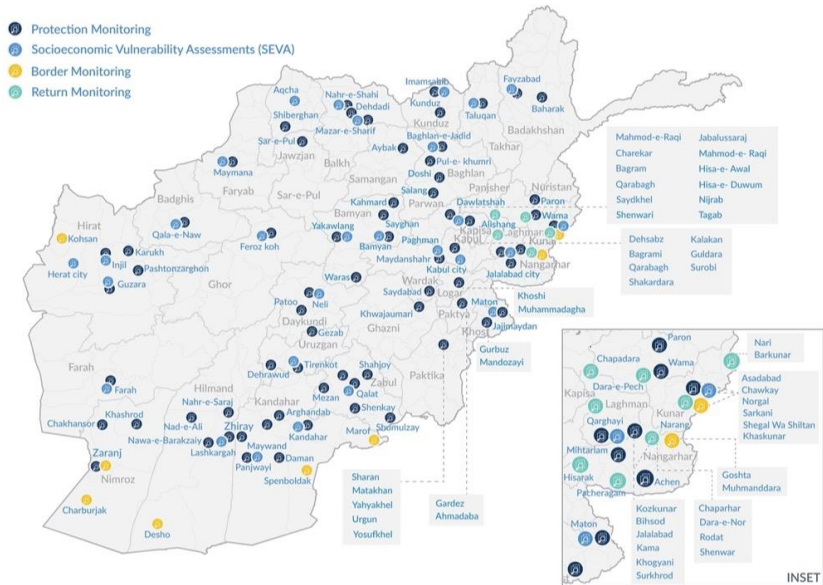 Protection Monitoring
Socioeconomic Vulnerability Assessments (SEVA)
Border Monitoring
Return Monitoring
Imamsahib
Fayzabad
Aqcha
Nahr-e-Shahi
Kunduz
Taluqan
Baharak
Dehdadi
Shiberghan
Kunduz
Badakhshan
Mazar-e-Sharif
Baghlan-e-Jadid
Takhar
Sar-e-Pul
Aybak
Jawzjan
Balkh
Pul-e- khumri
Maymana
Doshi
Baghlan
Samangan
Panjsher
Nuristan
Faryab
Sar-e-Pul
Salang
Badghis
Kahmard
Parwan
Dawlatshah
Paron
Bamyan
Hirat
Sayghan
Alishang
Wama
Kohsan
Qala-e-Naw
Yakawlang
Kapisa
Laghman
Feroz koh
Bamyan
Paghman
Kabul
Kunar
Karukh
Maydanshahr
Nangarhar
Herat city
Injil
Pashtonzarghon
Kabul city
Jalalabad city
Waras
Wardak
Guzara
Ghor
Saydabad
Logar
Patoo
Neli
Khwajaumari
Maton
Daykundi
Paktya
Gezab
Ghazni
Khost
Jajimaydan
Uruzgan
Farah
Tirenkot
Shahjoy
Dehrawud
Paktika
Hilmand
Zabul
Farah
Mezan
Qalat
Nahr-e-Saraj
Kandahar
Khashrod
Arghandab
Shenkay
Chakhansor
Nad-e-Ali
Zhiray
Shomulzay
Nawa-e-Barakzaiy
Kandahar
Marof
Lashkargah
Maywand
Zaranj
Panjwayi
Daman
Nimroz
Spenboldak
Charburjak
Desho
Mahmod-e-Raqi
Jabalussaraj
Charekar
Mahmod-e- Raqi
Bagram
Hisa-e- Awal
Qarabagh
Hisa-e- Duwum
Saydkhel
Nijrab
Shenwari
Tagab
Dehsabz
Kalakan
Bagrami
Guldara
Qarabagh
Surobi
Shakardara
Khoshi
Muhammadagha
Gurbuz
Mandozayi
Sharan
Matakhan
Yahyakhel
Urgun
Yosufkhel
Gardez
Ahmadaba
Paron
Nari
Barkunar
Chapadara
Wama
Dara-e-Pech
Asadabad
Chawkay
Norgal
Sarkani
Shegal Wa Shiltan
Khaskunar
Kapisa
Laghman
Kunar
Qarghayi
Narang
Mihtarlam
Nangarhar
Hisarak
Achen
Pacheragam
Goshta
Muhmanddara
Kozkunar
Bihsod
Jalalabad
Kama
Khogyani
Surkhrod
Chaparhar
Dara-e-Nor
Rodat
Shenwar
Maton
INSET